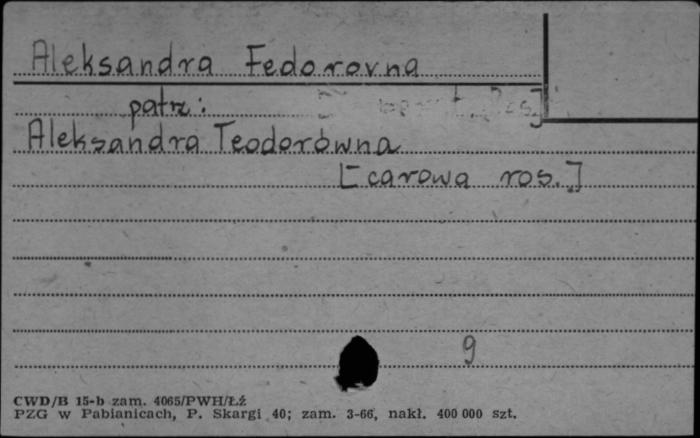 Aleksandra Fedorovna
patrz:
Aleksandra Teodorówna
[carowa ros.]
9
CWD/B 15-b zam. 4065/PWH/Łź
PZG w Pabianicach, P. Skargi 40; zam. 3-66, nakł. 400 000 szt.